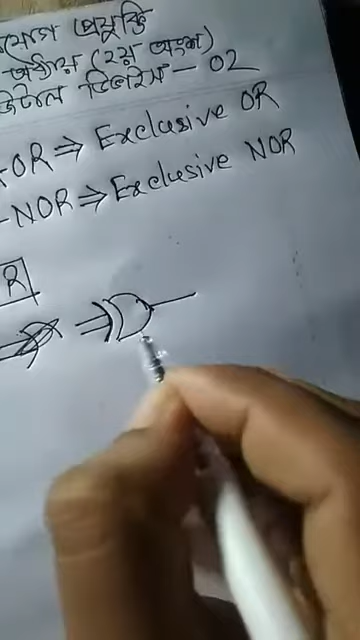 প্রযুক্তি
অধ্যায় (২য় অংশ)
ডিভাইস - 02
-OR ⇒ Exclusive OR
-NOR ⇒ Exclusive NOR
R